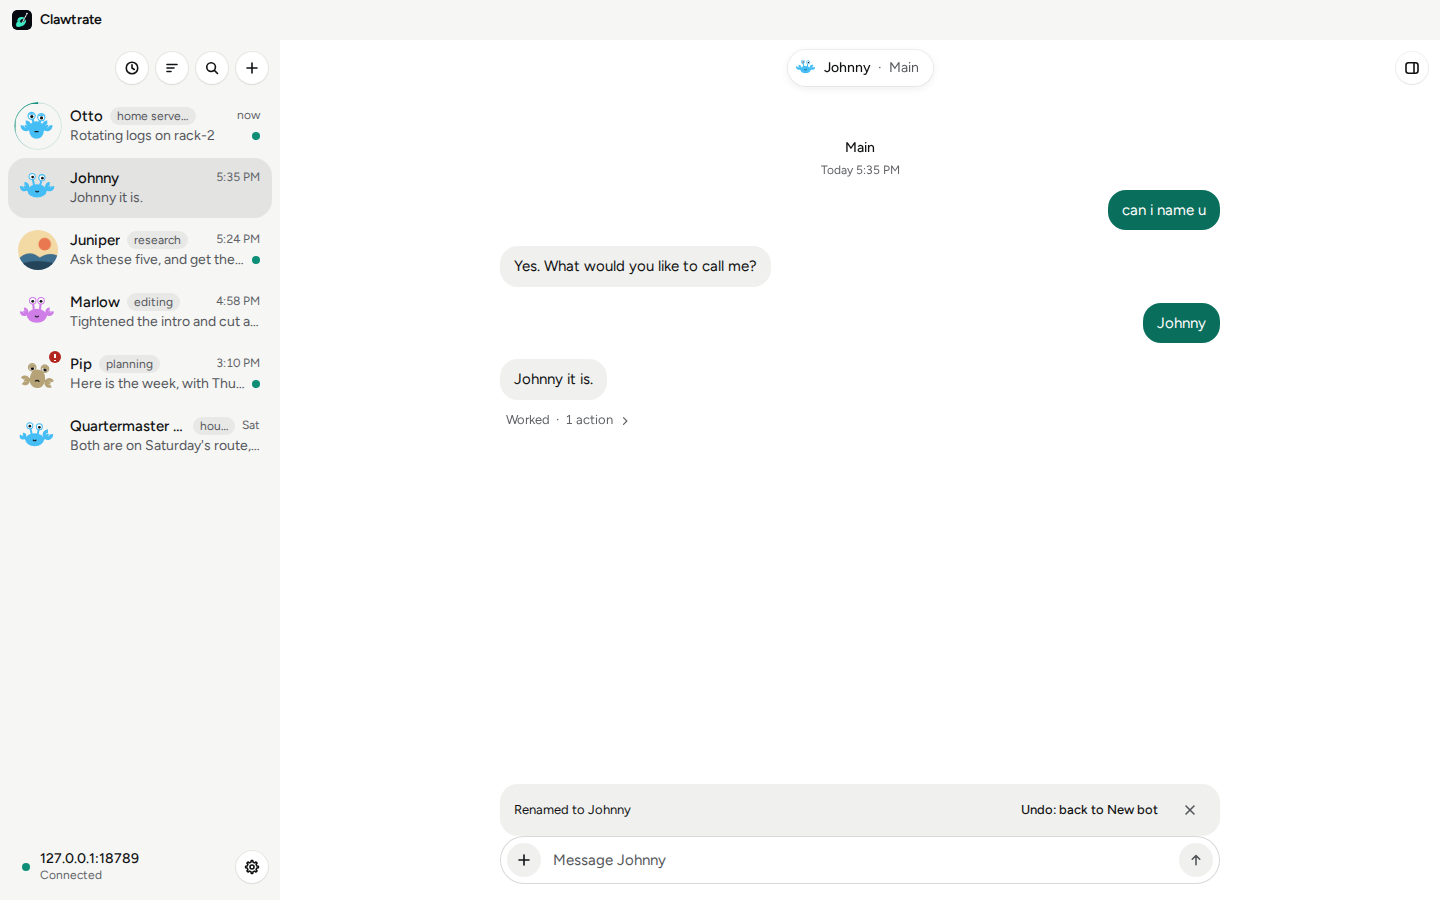 Clawtrate
Otto
home serve...
now
Rotating logs on rack-2
Johnny
5:35 PM
Johnny it is.
Juniper
research
5:24 PM
Ask these five, and get the...
Marlow
editing
4:58 PM
Tightened the intro and cut a...
Pip
planning
3:10 PM
Here is the week, with Thu...
Quartermaster ...
hou...
Sat
Both are on Saturday's route,...
127.0.0.1:18789
Connected
Johnny · Main
Main
Today 5:35 PM
can i name u
Yes. What would you like to call me?
Johnny
Johnny it is.
Worked · 1 action
Renamed to Johnny
Undo: back to New bot
Message Johnny